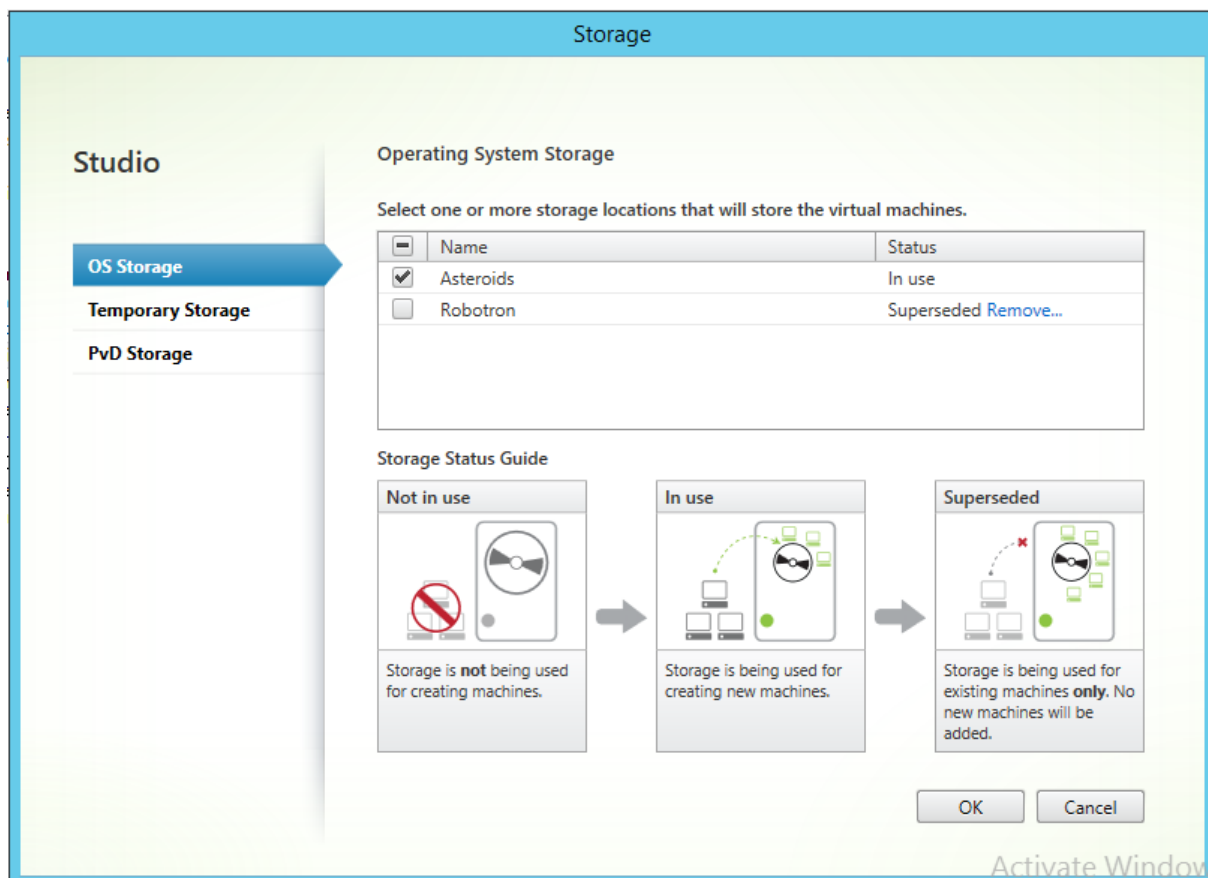 Storage
Studio
OS Storage
Temporary Storage
PvD Storage
Operating System Storage
Select one or more storage locations that will store the virtual machines.
Name Status
Asteroids In use
Robotron Superseded Remove...
Storage Status Guide
Not in use
Storage is not being used
for creating machines.
In use
Storage is being used for
creating new machines.
Superseded
Storage is being used for
existing machines only. No
new machines will be
added.
OK Cancel
Activate Window